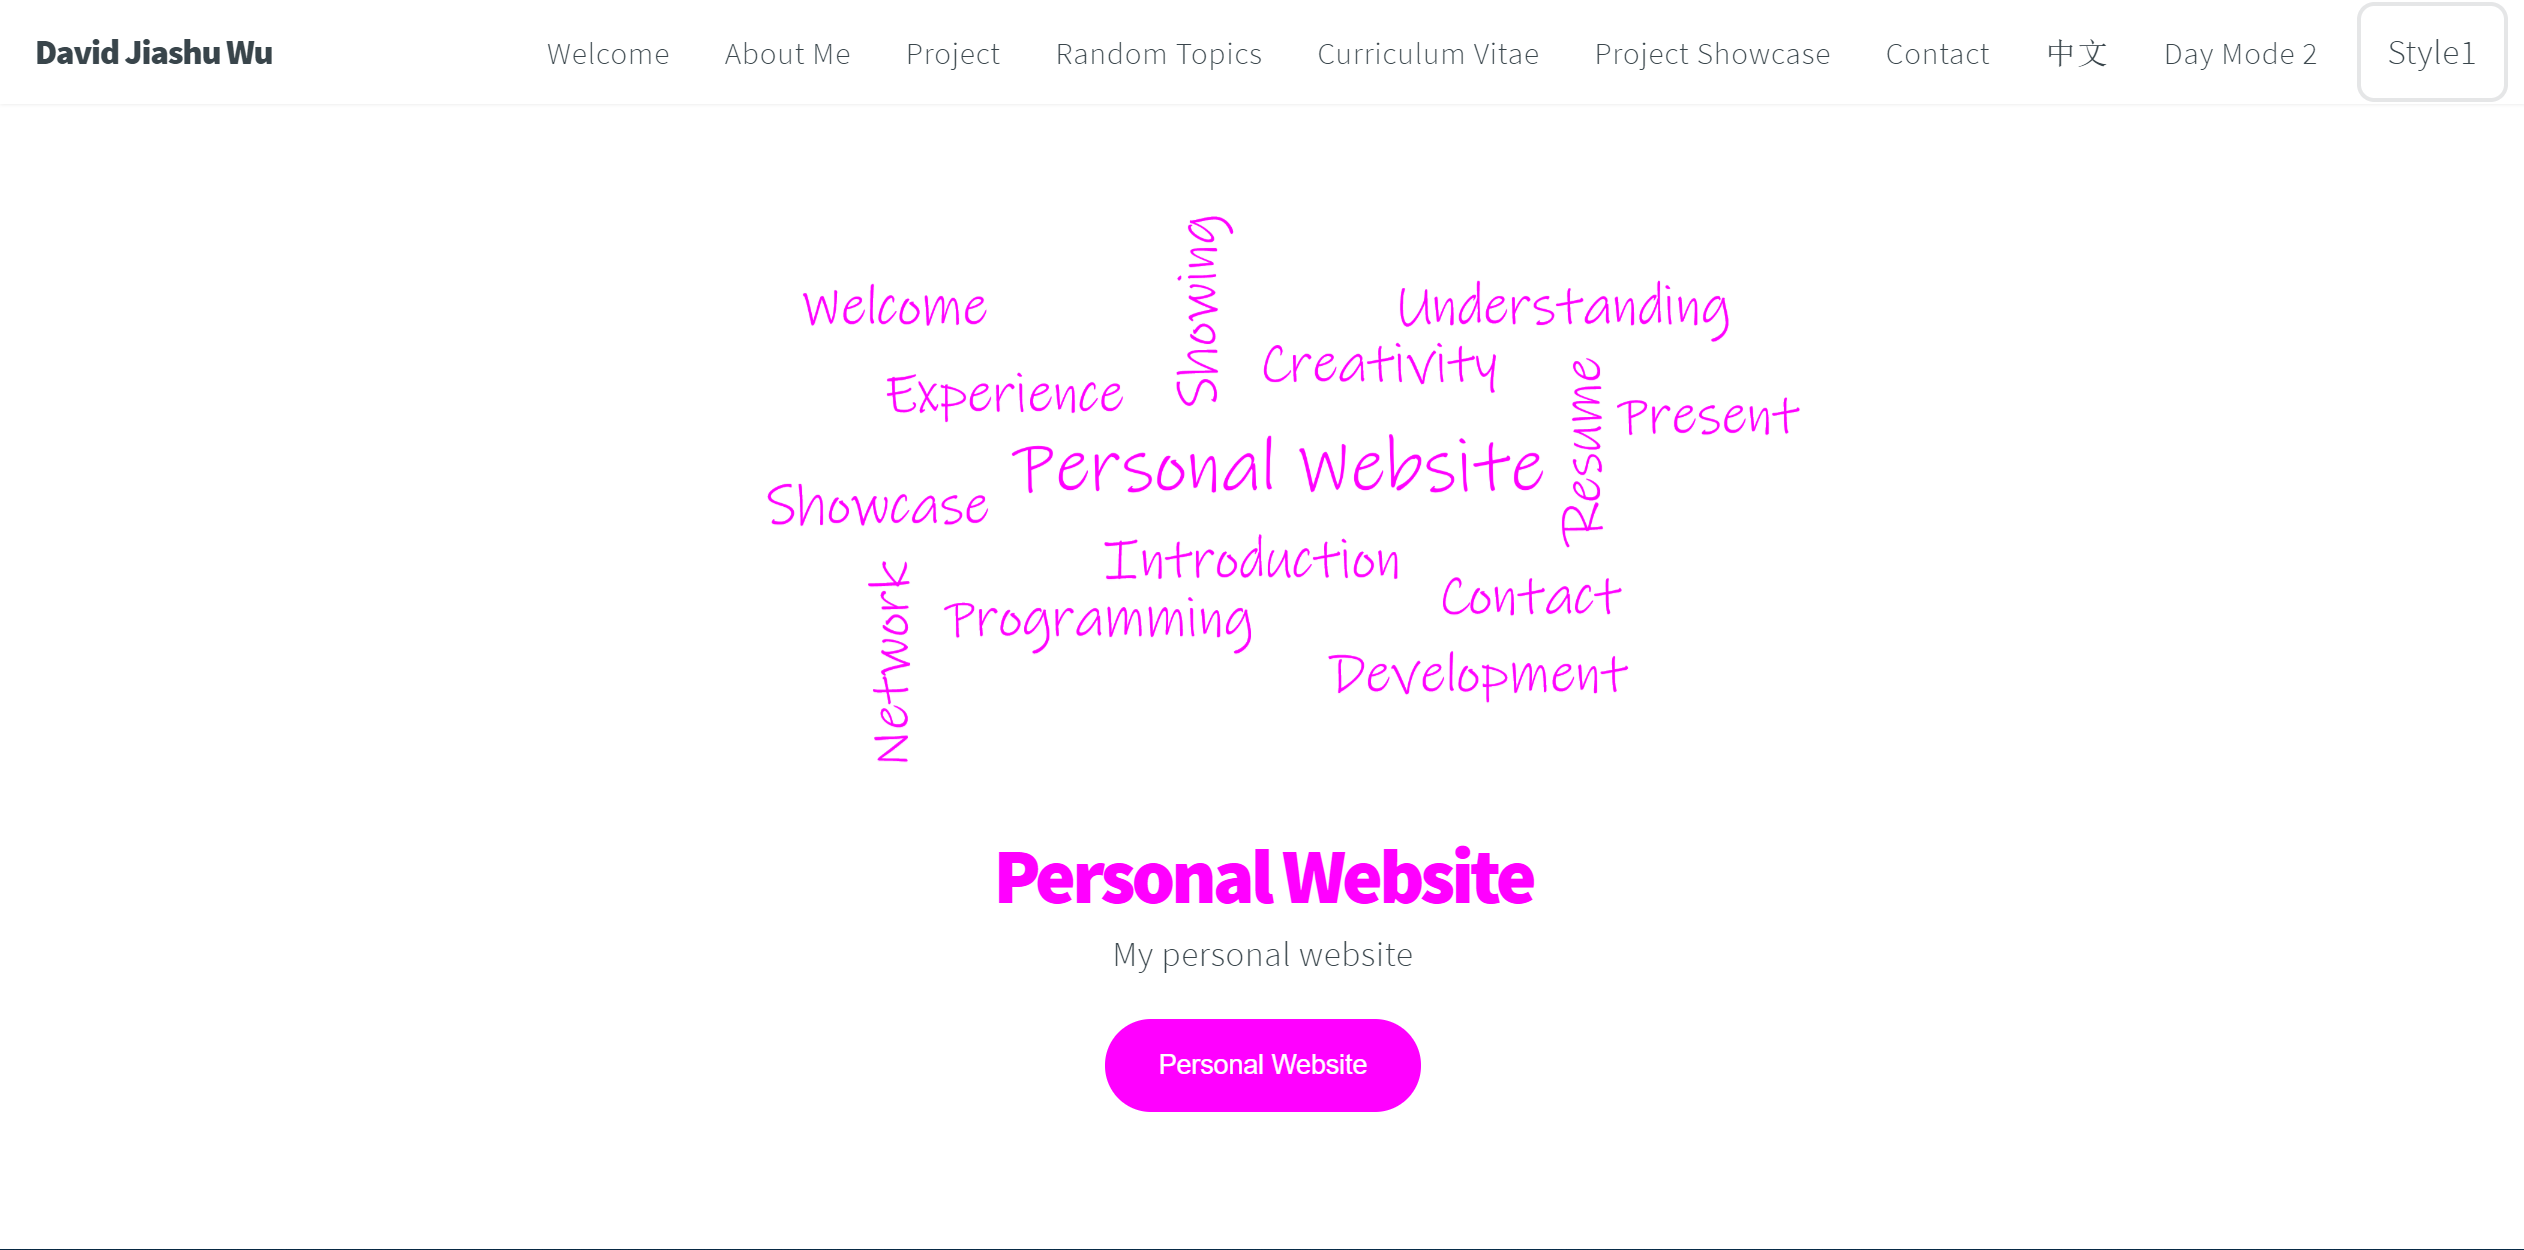 David Jiashu Wu
Welcome About Me Project Random Topics Curriculum Vitae Project Showcase Contact 中文 Day Mode 2 Style1
Showing
Welcome
Understanding
Creativity
Experience
Resume
Present
Personal Website
Showcase
Introduction
Network
Contact
Programming
Development
Personal Website
My personal website
Personal Website